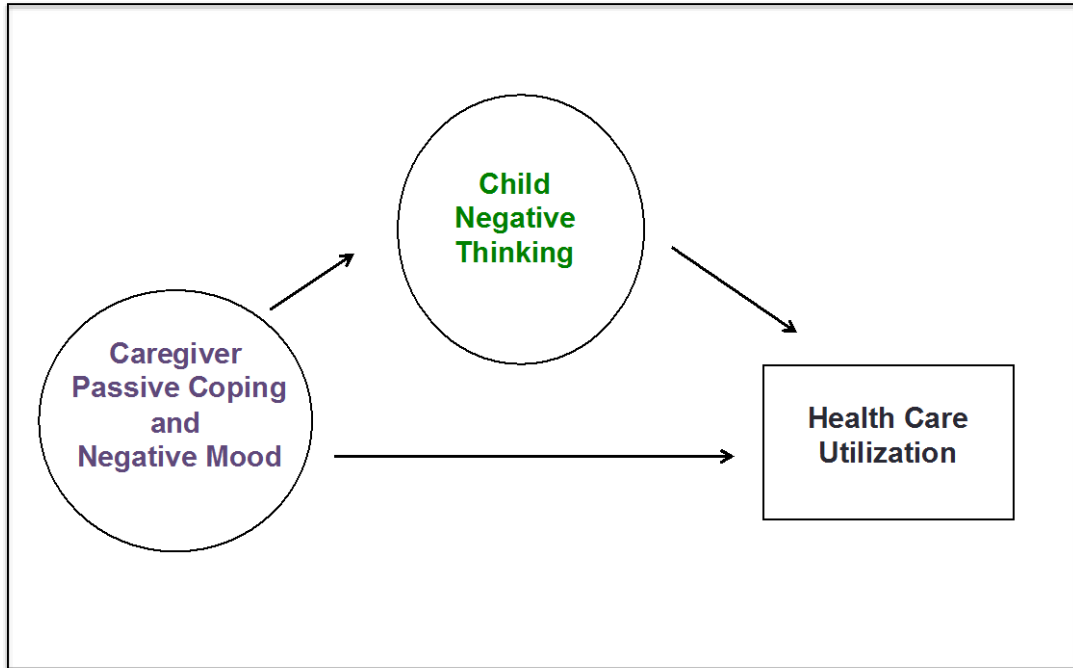 Child
Negative
Thinking
Caregiver
Passive Coping
and
Negative Mood
Health Care
Utilization